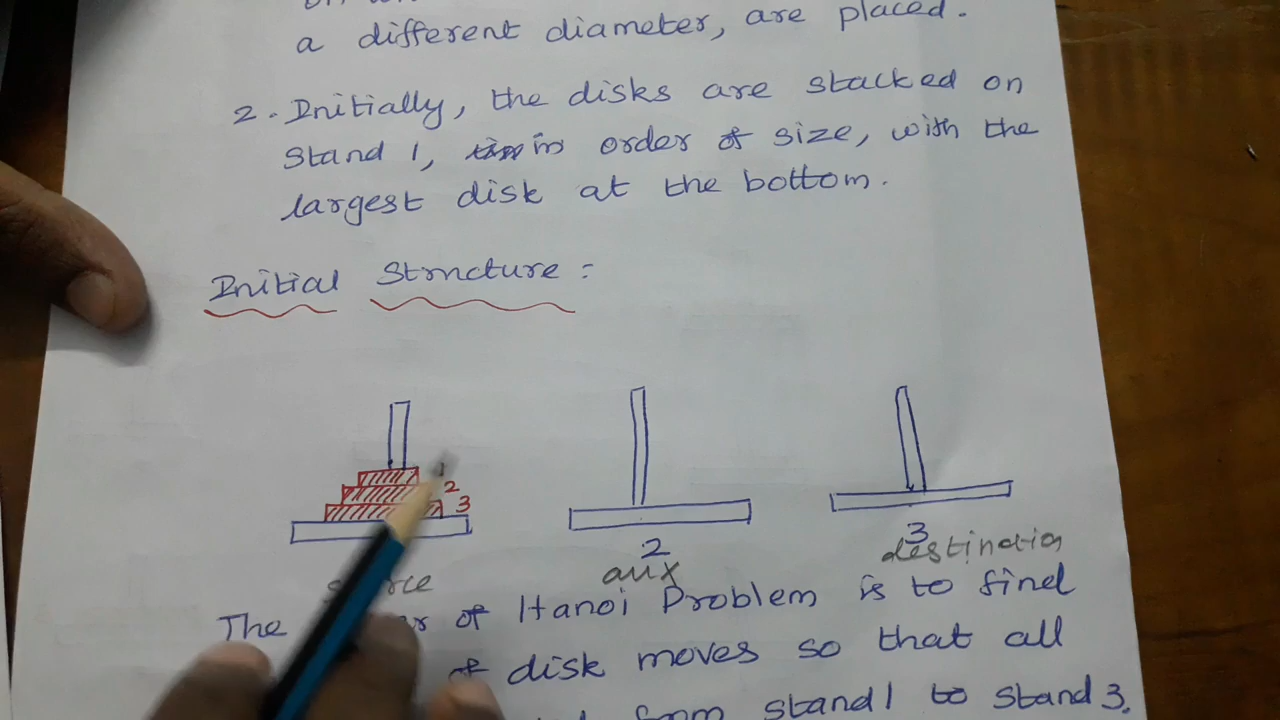 a different diameter, are placed.
2. Initially, the disks are stacked on
stand 1, in order of size, with the
largest disk at the bottom.
Initial Structure:
1
2
3
2
3
source
aux
destination
The of Hanoi Problem is to find
of disk moves so that all
from stand 1 to stand 3.